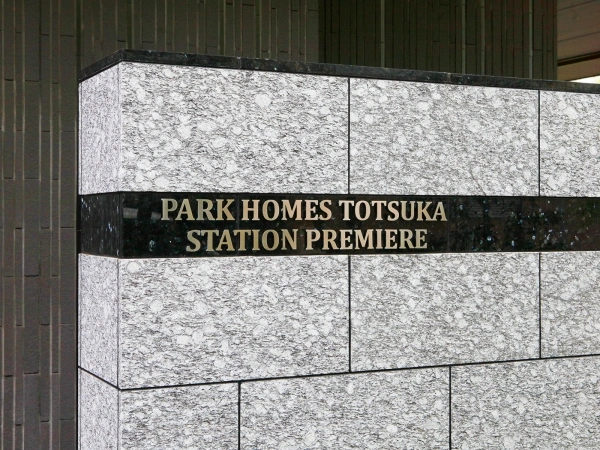 PARK HOMES TOTSUKA
STATION PREMIERE